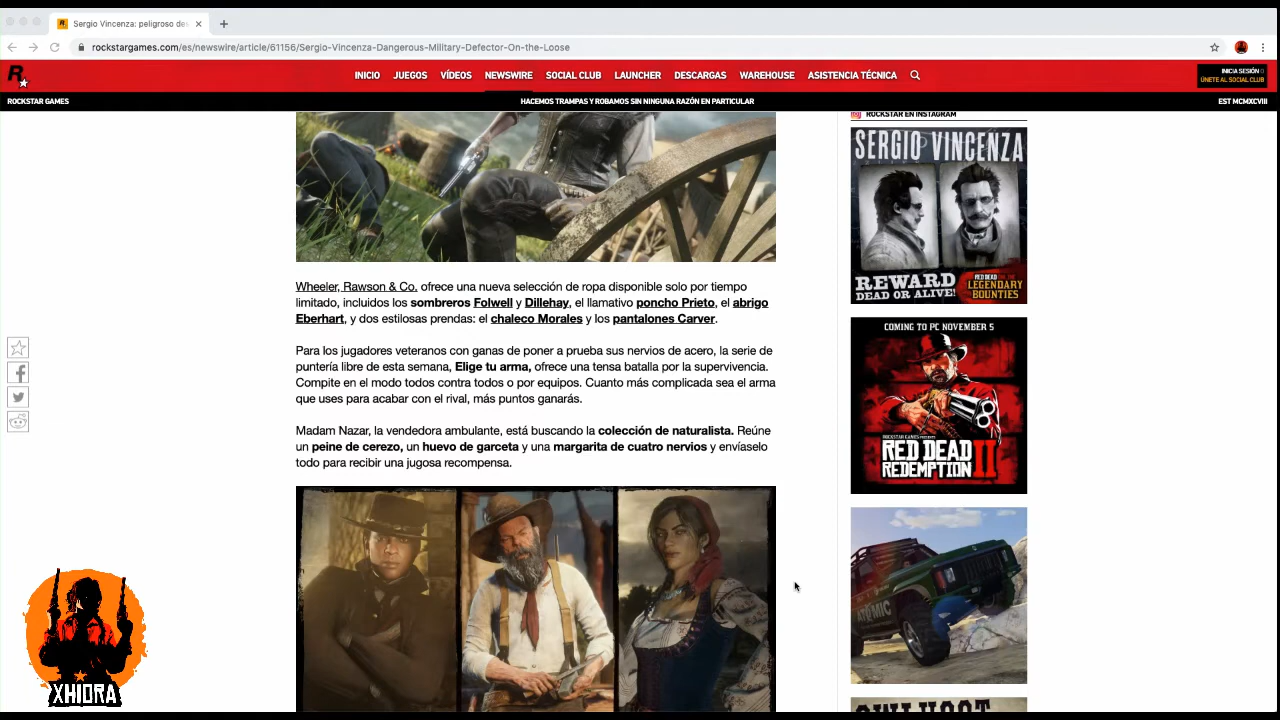 Sergio Vincenza: peligroso de
rockstargames.com/es/newswire/article/61156/Sergio-Vincenza-Dangerous-Military-Defector-On-the-Loose
R
INICIO JUEGOS VÍDEOS NEWSWIRE SOCIAL CLUB LAUNCHER DESCARGAS WAREHOUSE ASISTENCIA TÉCNICA
INICIA SESIÓN O
ÚNETE AL SOCIAL CLUB
ROCKSTAR GAMES
HACEMOS TRAMPAS Y ROBAMOS SIN NINGUNA RAZÓN EN PARTICULAR
EST MCMXCVIII
Wheeler, Rawson & Co. ofrece una nueva selección de ropa disponible solo por tiempo
limitado, incluidos los sombreros Folwell y Dillehay, el llamativo poncho Prieto, el abrigo
Eberhart, y dos estilosas prendas: el chaleco Morales y los pantalones Carver.
Para los jugadores veteranos con ganas de poner a prueba sus nervios de acero, la serie de
puntería libre de esta semana, Elige tu arma, ofrece una tensa batalla por la supervivencia.
Compite en el modo todos contra todos o por equipos. Cuanto más complicada sea el arma
que uses para acabar con el rival, más puntos ganarás.
Madam Nazar, la vendedora ambulante, está buscando la colección de naturalista. Reúne
un peine de cerezo, un huevo de garceta y una margarita de cuatro nervios y envíaselo
todo para recibir una jugosa recompensa.
ROCKSTAR EN INSTAGRAM
SERGIO VINCENZA
REWARD
DEAD OR ALIVE!
RED DEAD ONLINE
LEGENDARY
BOUNTIES
COMING TO PC NOVEMBER 5
ROCKSTAR GAMES PRESENTS
RED DEAD
REDEMPTION II
ATOMIC
XHIDRA